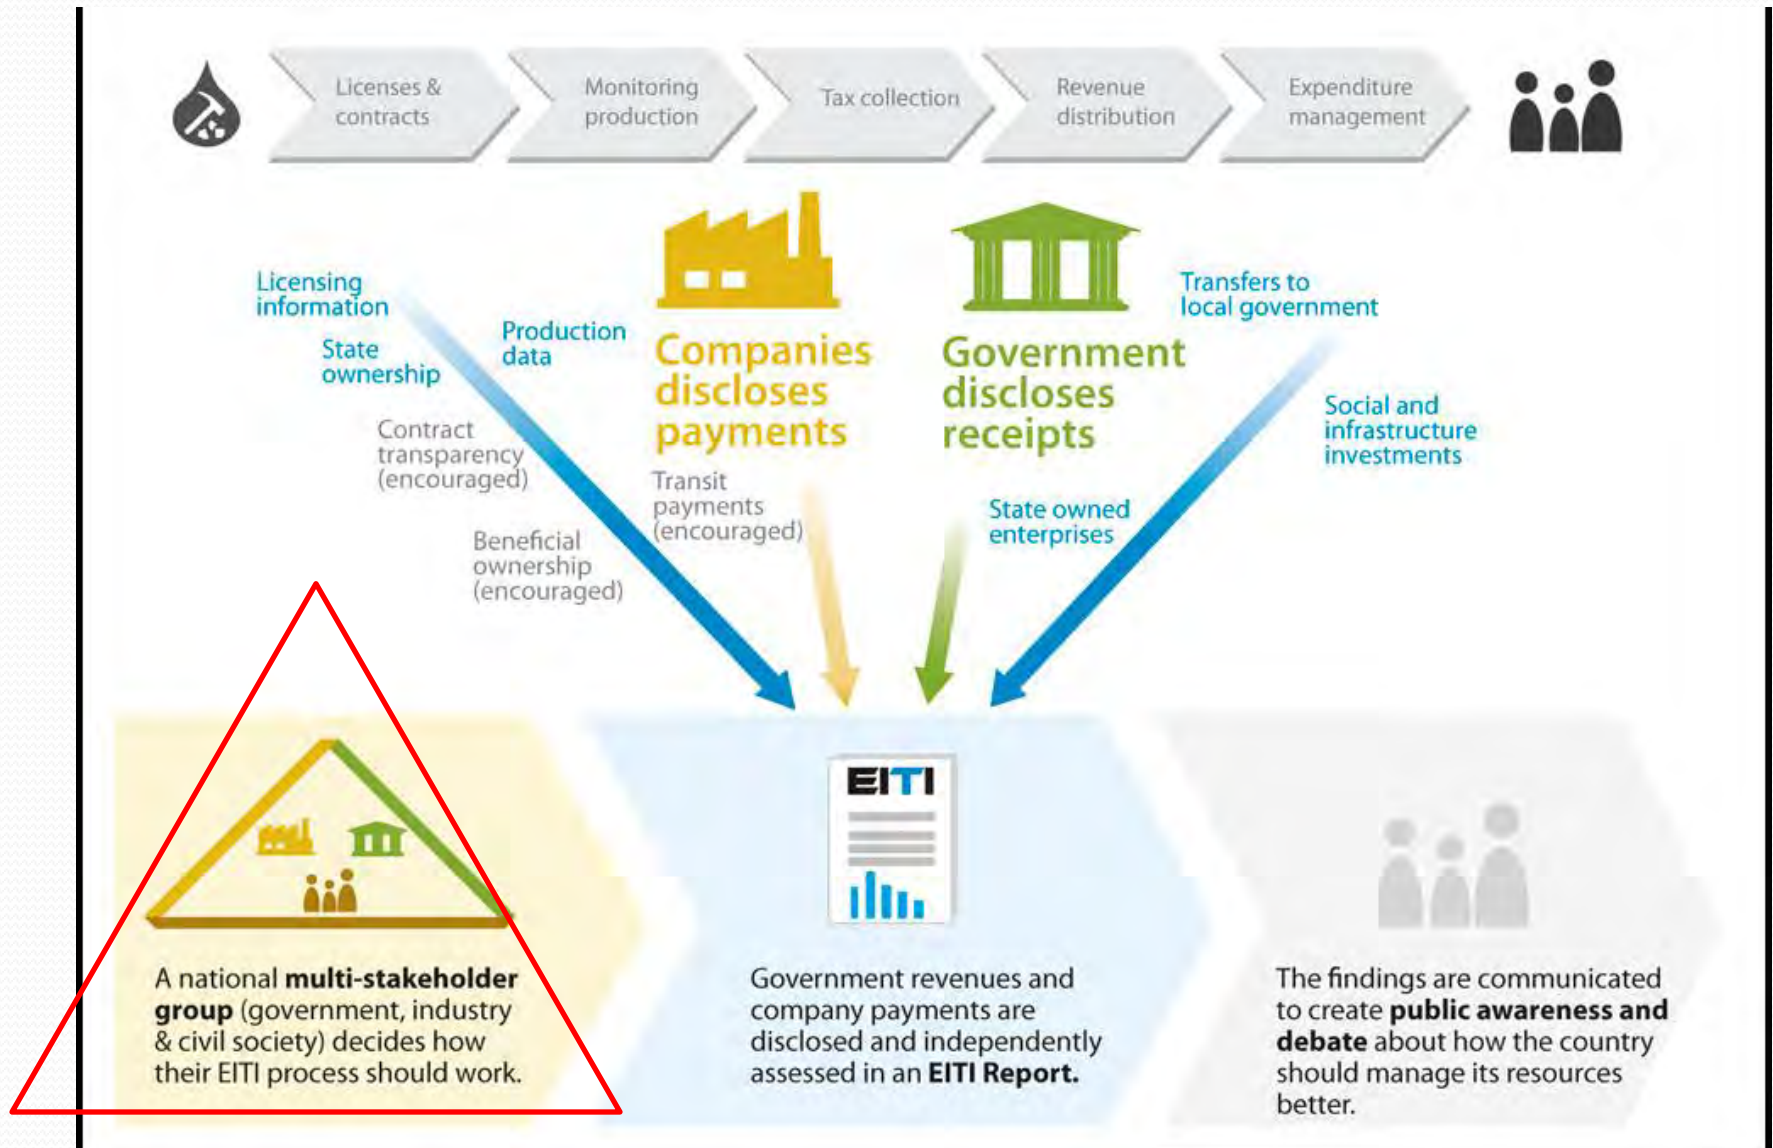 Licenses &
contracts
Monitoring
production
Tax collection
Revenue
distribution
Expenditure
management
Licensing
information
State
ownership
Production
data
Contract
transparency
(encouraged)
Beneficial
ownership
(encouraged)
Companies
discloses
payments
Transit
payments
(encouraged)
Government
discloses
receipts
State owned
enterprises
Transfers to
local government
Social and
infrastructure
investments
EITI
A national multi-stakeholder
group (government, industry
& civil society) decides how
their EITI process should work.
Government revenues and
company payments are
disclosed and independently
assessed in an EITI Report.
The findings are communicated
to create public awareness and
debate about how the country
should manage its resources
better.